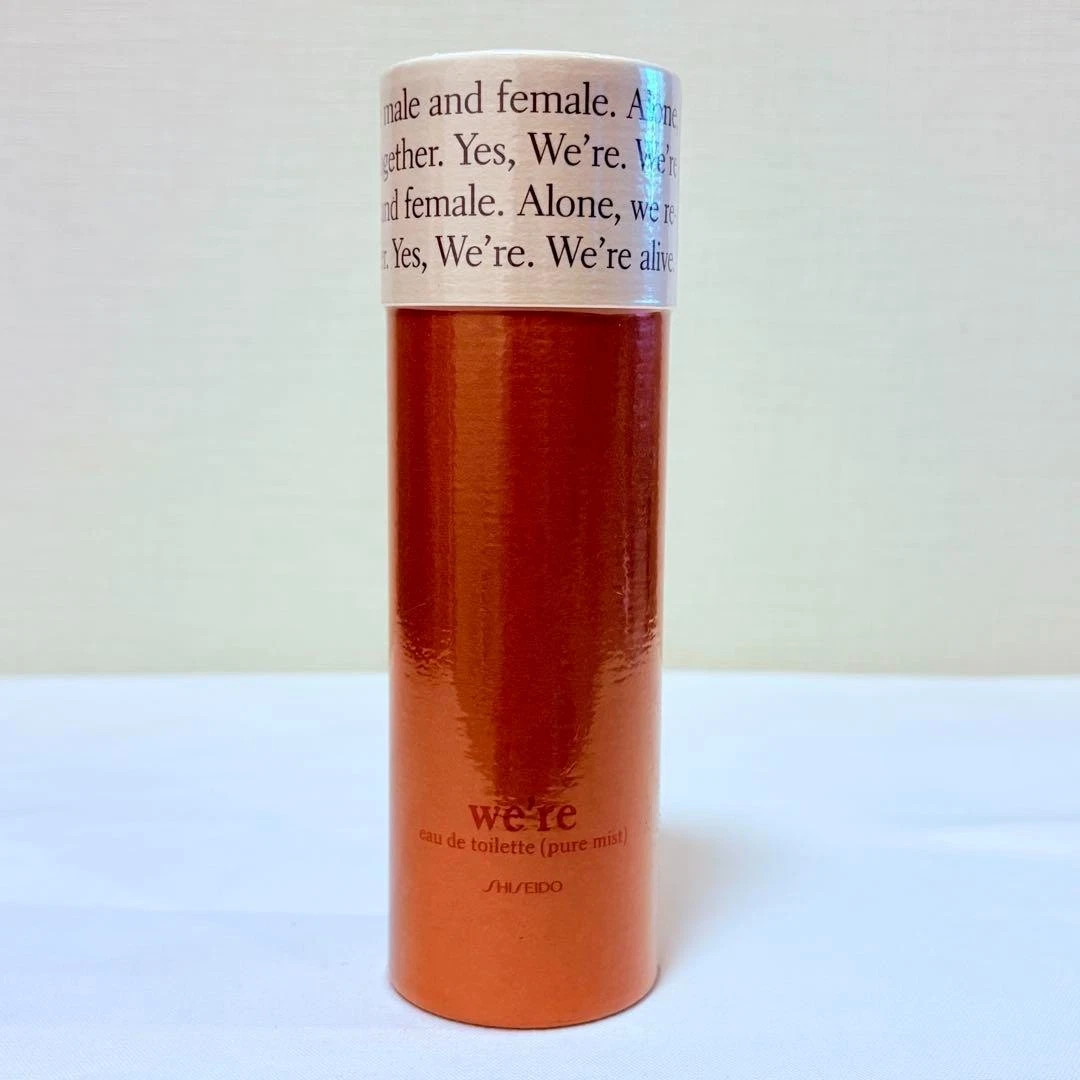 male and female. Alone,
gether. Yes, We're. We're
nd female. Alone, we're
r. Yes, We're. We're alive.
we're
eau de toilette (pure mist)
SHISEIDO